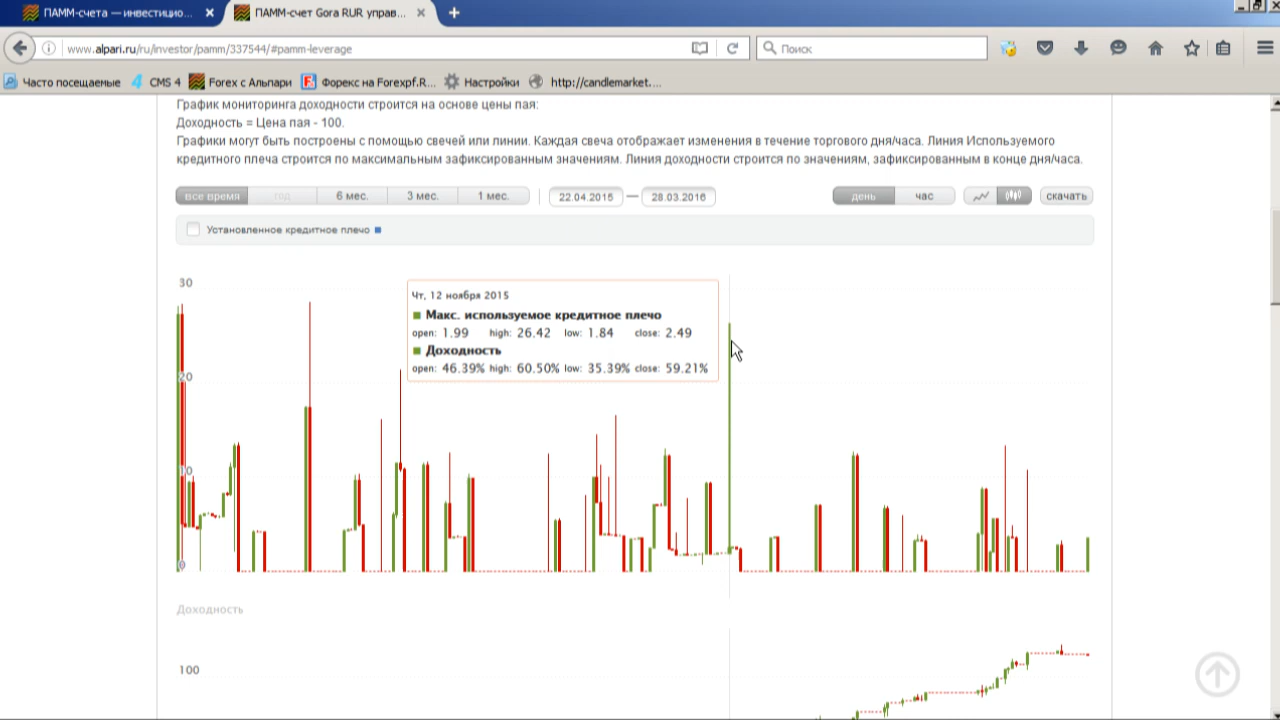 ПАММ-счета — инвестицио...
ПАММ-счет Gora RUR управ...
www.alpari.ru/ru/investor/pamm/337544/#pamm-leverage
Поиск
Часто посещаемые
CMS 4
Forex с Альпари
Форекс на Forexpf.R...
Настройки
http://candlemarket....
График мониторинга доходности строится на основе цены пая:
Доходность = Цена пая - 100.
Графики могут быть построены с помощью свечей или линии. Каждая свеча отображает изменения в течение торгового дня/часа. Линия Используемого
кредитного плеча строится по максимальным зафиксированным значениям. Линия доходности строится по значениям, зафиксированным в конце дня/часа.
все время год 6 мес. 3 мес. 1 мес. 22.04.2015 — 28.03.2016 день час скачать
Установленное кредитное плечо
30
20
10
0
Чт, 12 ноября 2015
Макс. используемое кредитное плечо
open: 1.99 high: 26.42 low: 1.84 close: 2.49
Доходность
open: 46.39% high: 60.50% low: 35.39% close: 59.21%
Доходность
100